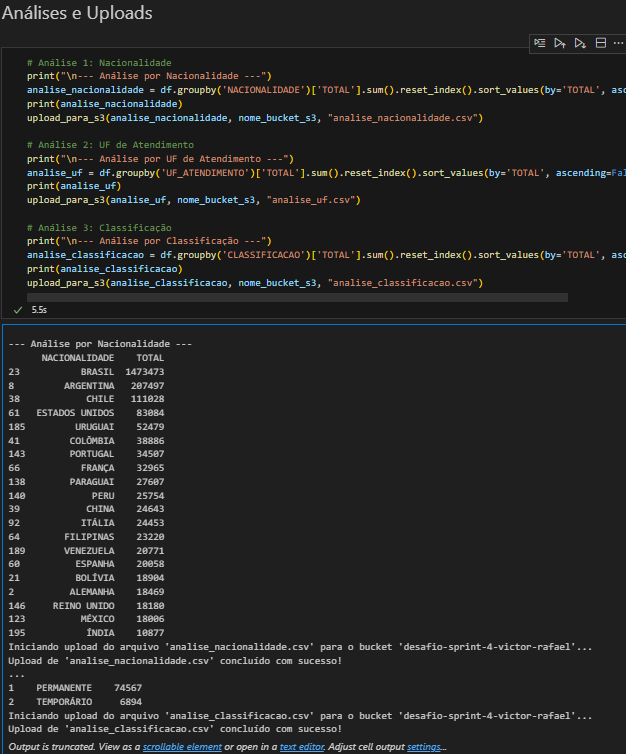 Análises e Uploads
# Análise 1: Nacionalidade
print("\n--- Análise por Nacionalidade ---")
analise_nacionalidade = df.groupby('NACIONALIDADE')['TOTAL'].sum().reset_index().sort_values(by='TOTAL', asc
print(analise_nacionalidade)
upload_para_s3(analise_nacionalidade, nome_bucket_s3, "analise_nacionalidade.csv")
# Análise 2: UF de Atendimento
print("\n--- Análise por UF de Atendimento ---")
analise_uf = df.groupby('UF_ATENDIMENTO')['TOTAL'].sum().reset_index().sort_values(by='TOTAL', ascending=Fal
print(analise_uf)
upload_para_s3(analise_uf, nome_bucket_s3, "analise_uf.csv")
# Análise 3: Classificação
print("\n--- Análise por Classificação ---")
analise_classificacao = df.groupby('CLASSIFICACAO')['TOTAL'].sum().reset_index().sort_values(by='TOTAL', asc
print(analise_classificacao)
upload_para_s3(analise_classificacao, nome_bucket_s3, "analise_classificacao.csv")
5.5s
--- Análise por Nacionalidade ---
NACIONALIDADE TOTAL
23 BRASIL 1473473
8 ARGENTINA 207497
38 CHILE 111028
61 ESTADOS UNIDOS 83084
185 URUGUAI 52479
41 COLÔMBIA 38886
143 PORTUGAL 34507
66 FRANÇA 32965
138 PARAGUAI 27607
140 PERU 25754
39 CHINA 24643
92 ITÁLIA 24453
64 FILIPINAS 23220
189 VENEZUELA 20771
60 ESPANHA 20058
21 BOLÍVIA 18904
2 ALEMANHA 18469
146 REINO UNIDO 18180
123 MÉXICO 18006
195 ÍNDIA 10877
Iniciando upload do arquivo 'analise_nacionalidade.csv' para o bucket 'desafio-sprint-4-victor-rafael'...
Upload de 'analise_nacionalidade.csv' concluído com sucesso!
...
1 PERMANENTE 74567
2 TEMPORÁRIO 6894
Iniciando upload do arquivo 'analise_classificacao.csv' para o bucket 'desafio-sprint-4-victor-rafael'...
Upload de 'analise_classificacao.csv' concluído com sucesso!
Output is truncated. View as a scrollable element or open in a text editor. Adjust cell output settings...